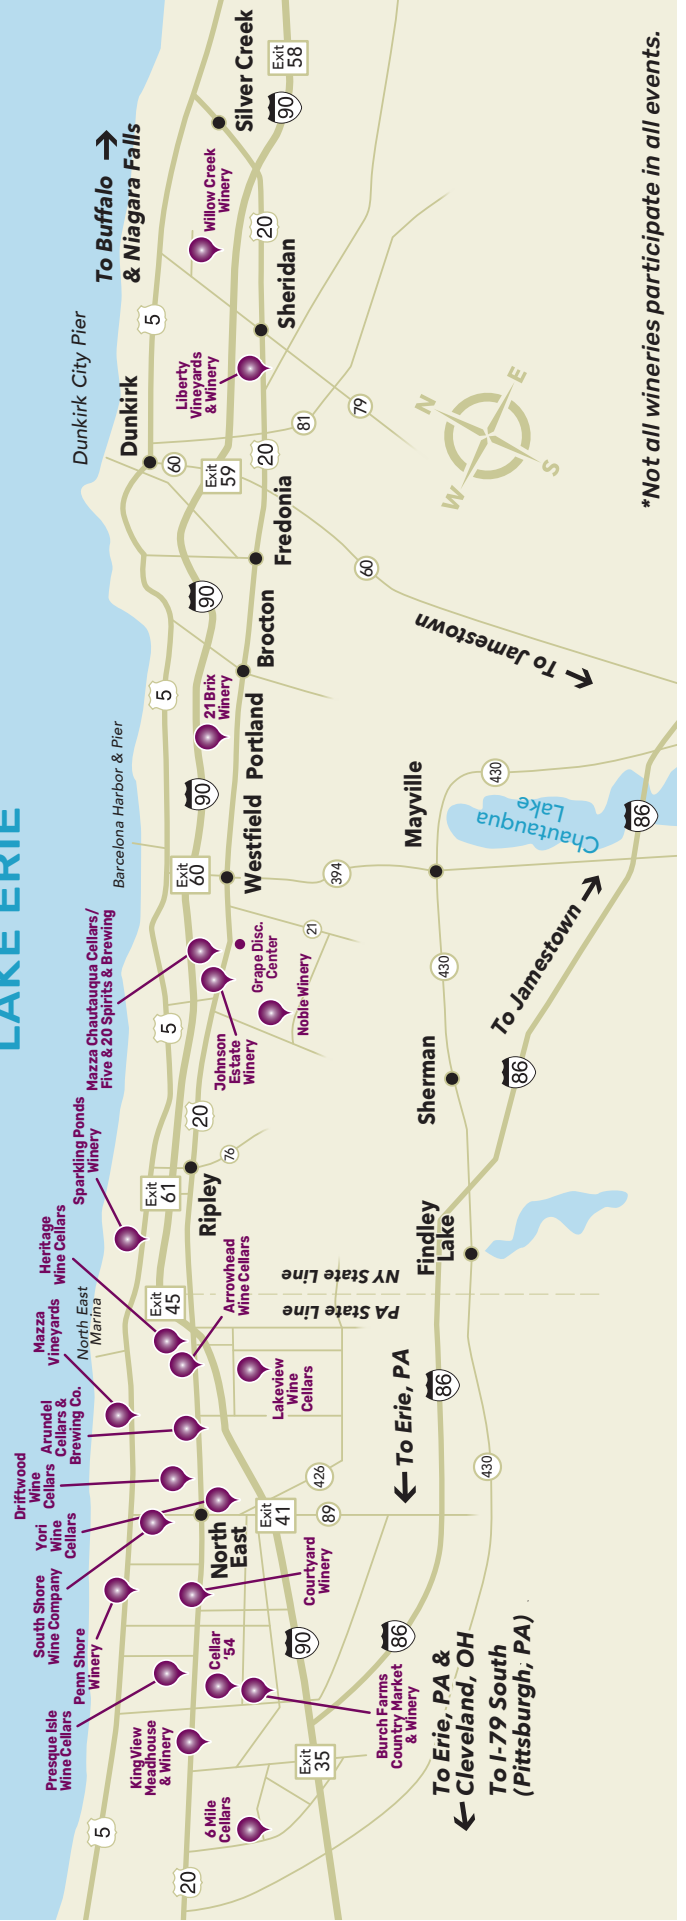 LAKE ERIE
Presque Isle
Wine Cellars
Penn Shore
Winery
South Shore
Wine Company
Yori
Wine
Cellars
Driftwood
Wine
Cellars
Arundel
Cellars &
Brewing Co.
Mazza
Vineyards
North East
Marina
Heritage
Wine Cellars
Sparkling Ponds
Winery
Mazza Chautauqua Cellars/
Five & 20 Spirits & Brewing
Barcelona Harbor & Pier
Dunkirk City Pier
Dunkirk
To Buffalo →
& Niagara Falls
5
5
5
5
KingView
Meadhouse
& Winery
6 Mile
Cellars
Cellar
'54
Burch Farms
Country Market
& Winery
Courtyard
Winery
North
East
Lakeview
Wine
Cellars
Arrowhead
Wine Cellars
Ripley
Johnson
Estate
Winery
Grape Disc.
Center
Noble Winery
Westfield
Portland
21 Brix
Winery
Brocton
Fredonia
Liberty
Vineyards
& Winery
Sheridan
Willow Creek
Winery
Silver Creek
20
20
20
20
Exit
35
Exit
41
Exit
45
Exit
61
Exit
60
Exit
59
Exit
58
90
90
90
90
89
426
76
21
394
60
60
81
79
PA State Line
NY State Line
← To Erie, PA
To Erie, PA &
← Cleveland, OH
To I-79 South
(Pittsburgh, PA)
86
86
86
86
430
430
430
Findley
Lake
Sherman
Mayville
To Jamestown →
To Jamestown →
Chautauqua
Lake
N
E
S
W
*Not all wineries participate in all events.